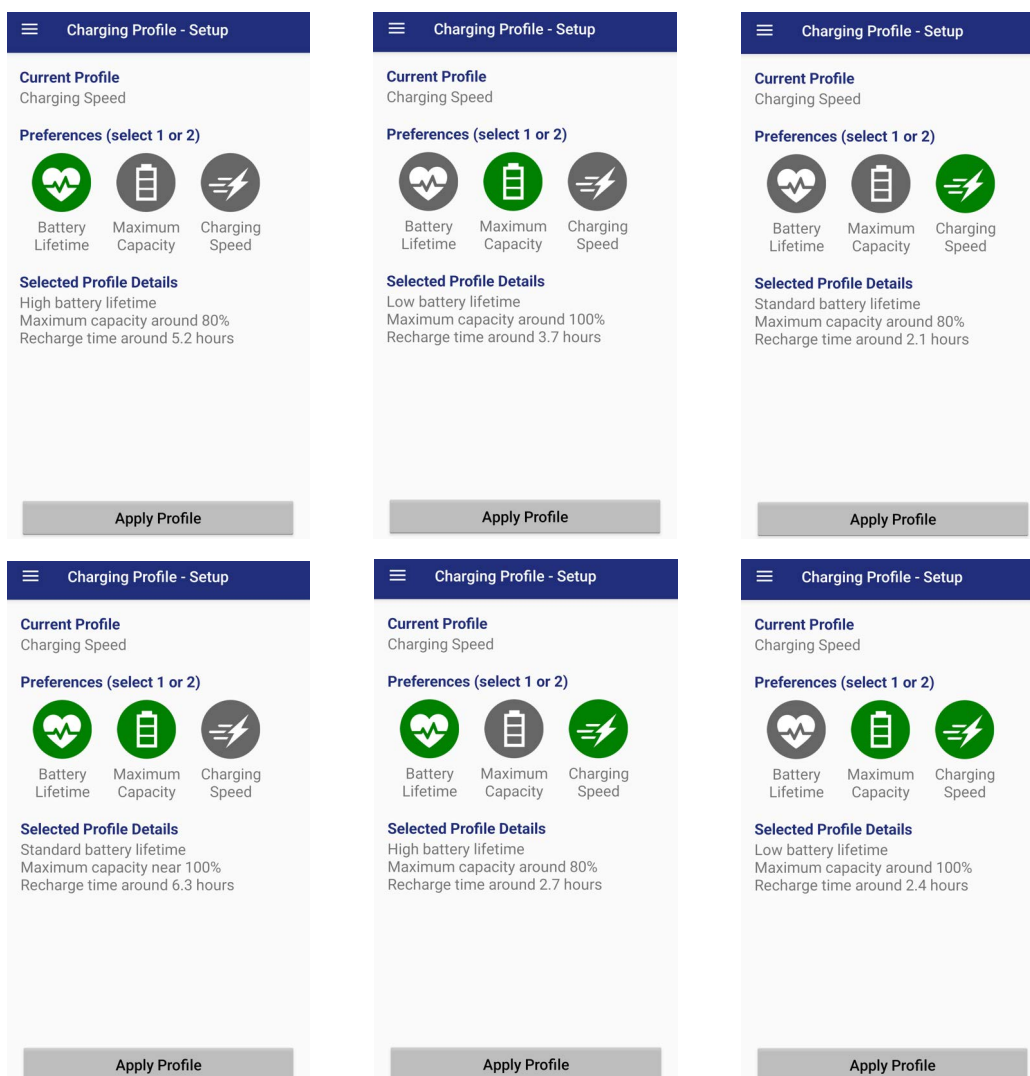 Charging Profile - Setup
Current Profile
Charging Speed
Preferences (select 1 or 2)
Battery Lifetime
Maximum Capacity
Charging Speed
Selected Profile Details
High battery lifetime
Maximum capacity around 80%
Recharge time around 5.2 hours
Apply Profile
Charging Profile - Setup
Current Profile
Charging Speed
Preferences (select 1 or 2)
Battery Lifetime
Maximum Capacity
Charging Speed
Selected Profile Details
Low battery lifetime
Maximum capacity around 100%
Recharge time around 3.7 hours
Apply Profile
Charging Profile - Setup
Current Profile
Charging Speed
Preferences (select 1 or 2)
Battery Lifetime
Maximum Capacity
Charging Speed
Selected Profile Details
Standard battery lifetime
Maximum capacity around 80%
Recharge time around 2.1 hours
Apply Profile
Charging Profile - Setup
Current Profile
Charging Speed
Preferences (select 1 or 2)
Battery Lifetime
Maximum Capacity
Charging Speed
Selected Profile Details
Standard battery lifetime
Maximum capacity near 100%
Recharge time around 6.3 hours
Apply Profile
Charging Profile - Setup
Current Profile
Charging Speed
Preferences (select 1 or 2)
Battery Lifetime
Maximum Capacity
Charging Speed
Selected Profile Details
High battery lifetime
Maximum capacity around 80%
Recharge time around 2.7 hours
Apply Profile
Charging Profile - Setup
Current Profile
Charging Speed
Preferences (select 1 or 2)
Battery Lifetime
Maximum Capacity
Charging Speed
Selected Profile Details
Low battery lifetime
Maximum capacity around 100%
Recharge time around 2.4 hours
Apply Profile